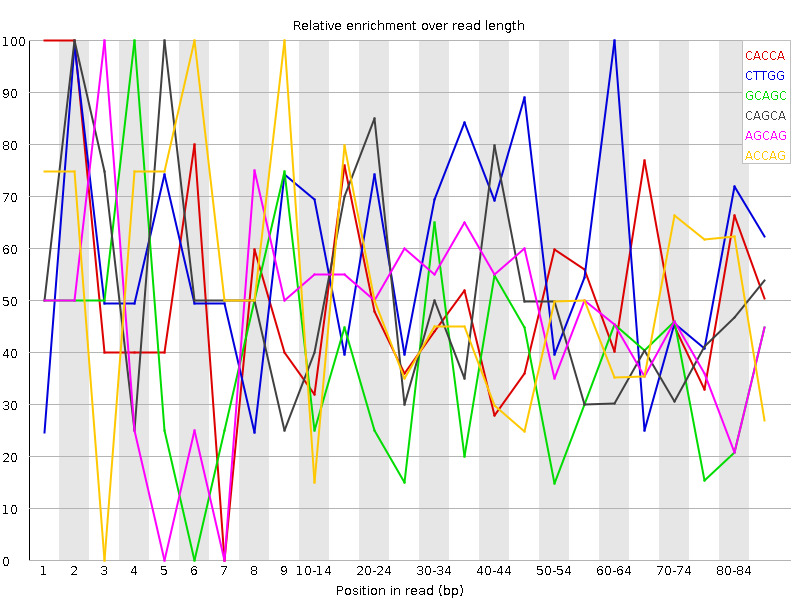 Relative enrichment over read length
100
90
80
70
60
50
40
30
20
10
0
CACCA
CTTGG
GCAGC
CAGCA
AGCAG
ACCAG
1 2 3 4 5 6 7 8 9 10-14 20-24 30-34 40-44 50-54 60-64 70-74 80-84
Position in read (bp)